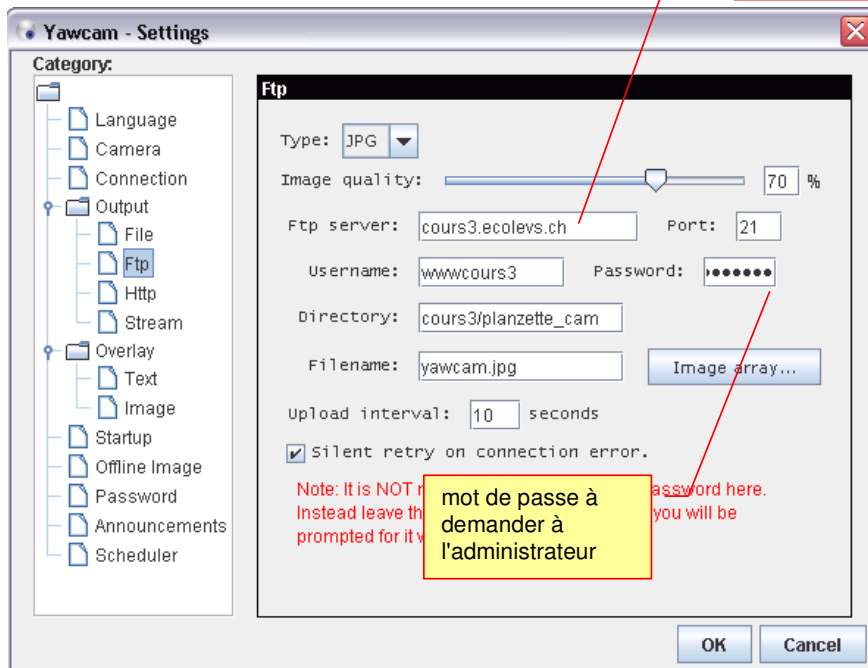 Yawcam - Settings
Category:
Language
Camera
Connection
Output
File
Ftp
Http
Stream
Overlay
Text
Image
Startup
Offline Image
Password
Announcements
Scheduler
Ftp
Type: JPG
Image quality: 70 %
Ftp server: cours3.ecolevs.ch Port: 21
Username: wwwcours3 Password: •••••••
Directory: cours3/planzette_cam
Filename: yawcam.jpg Image array...
Upload interval: 10 seconds
Silent retry on connection error.
Note: It is NOT password here.
Instead leave you will be
prompted for it
mot de passe à
demander à
l'administrateur
OK Cancel